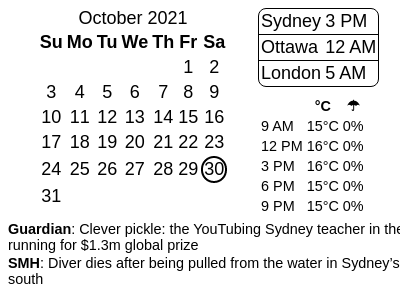 October 2021
Su Mo Tu We Th Fr Sa
1 2
3 4 5 6 7 8 9
10 11 12 13 14 15 16
17 18 19 20 21 22 23
24 25 26 27 28 29 30
31
Sydney 3 PM
Ottawa 12 AM
London 5 AM
°C ☂
9 AM 15°C 0%
12 PM 16°C 0%
3 PM 16°C 0%
6 PM 15°C 0%
9 PM 15°C 0%
Guardian: Clever pickle: the YouTubing Sydney teacher in the
running for $1.3m global prize
SMH: Diver dies after being pulled from the water in Sydney's
south